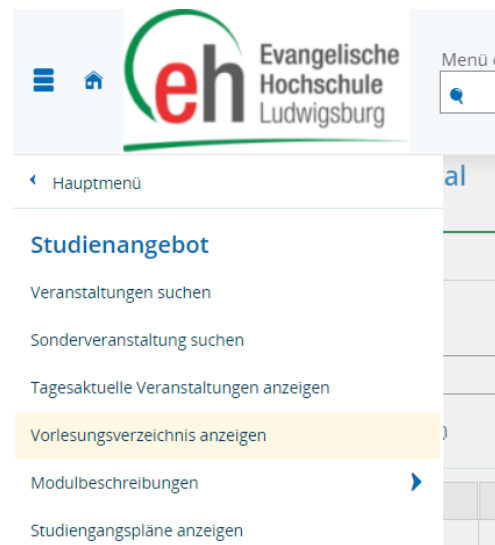 eh
Evangelische
Hochschule
Ludwigsburg
Menü
Hauptmenü
al
Studienangebot
Veranstaltungen suchen
Sonderveranstaltung suchen
Tagesaktuelle Veranstaltungen anzeigen
Vorlesungsverzeichnis anzeigen
Modulbeschreibungen
Studiengangspläne anzeigen